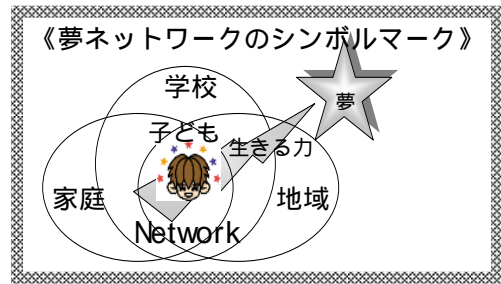 《夢ネットワークのシンボルマーク》
学校
夢
子ども
生きる力
家庭
地域
Network